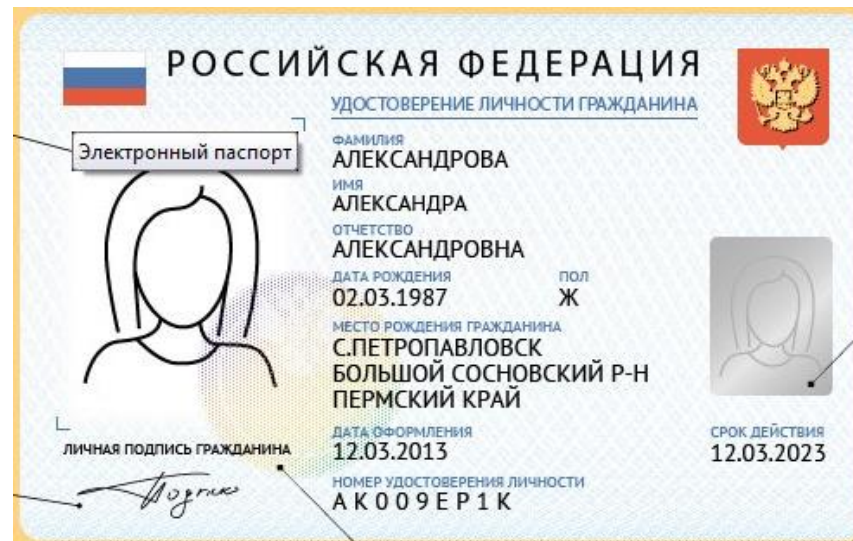 РОССИЙСКАЯ ФЕДЕРАЦИЯ
УДОСТОВЕРЕНИЕ ЛИЧНОСТИ ГРАЖДАНИНА
Электронный паспорт
ФАМИЛИЯ
АЛЕКСАНДРОВА
ИМЯ
АЛЕКСАНДРА
ОТЧЕТСТВО
АЛЕКСАНДРОВНА
ДАТА РОЖДЕНИЯ ПОЛ
02.03.1987 Ж
МЕСТО РОЖДЕНИЯ ГРАЖДАНИНА
С.ПЕТРОПАВЛОВСК
БОЛЬШОЙ СОСНОВСКИЙ Р-Н
ПЕРМСКИЙ КРАЙ
ДАТА ОФОРМЛЕНИЯ СРОК ДЕЙСТВИЯ
12.03.2013 12.03.2023
НОМЕР УДОСТОВЕРЕНИЯ ЛИЧНОСТИ
АК009ЕР1К
ЛИЧНАЯ ПОДПИСЬ ГРАЖДАНИНА
Подпись